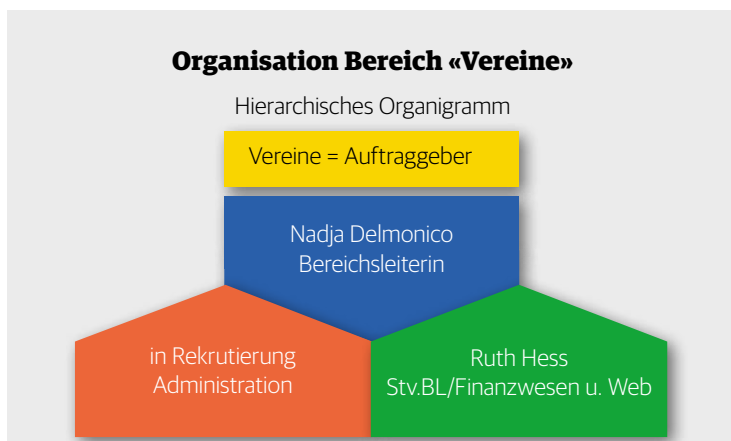 Organisation Bereich «Vereine»
Hierarchisches Organigramm
Vereine = Auftraggeber
Nadja Delmonico
Bereichsleiterin
in Rekrutierung
Administration
Ruth Hess
Stv.BL/Finanzwesen u. Web